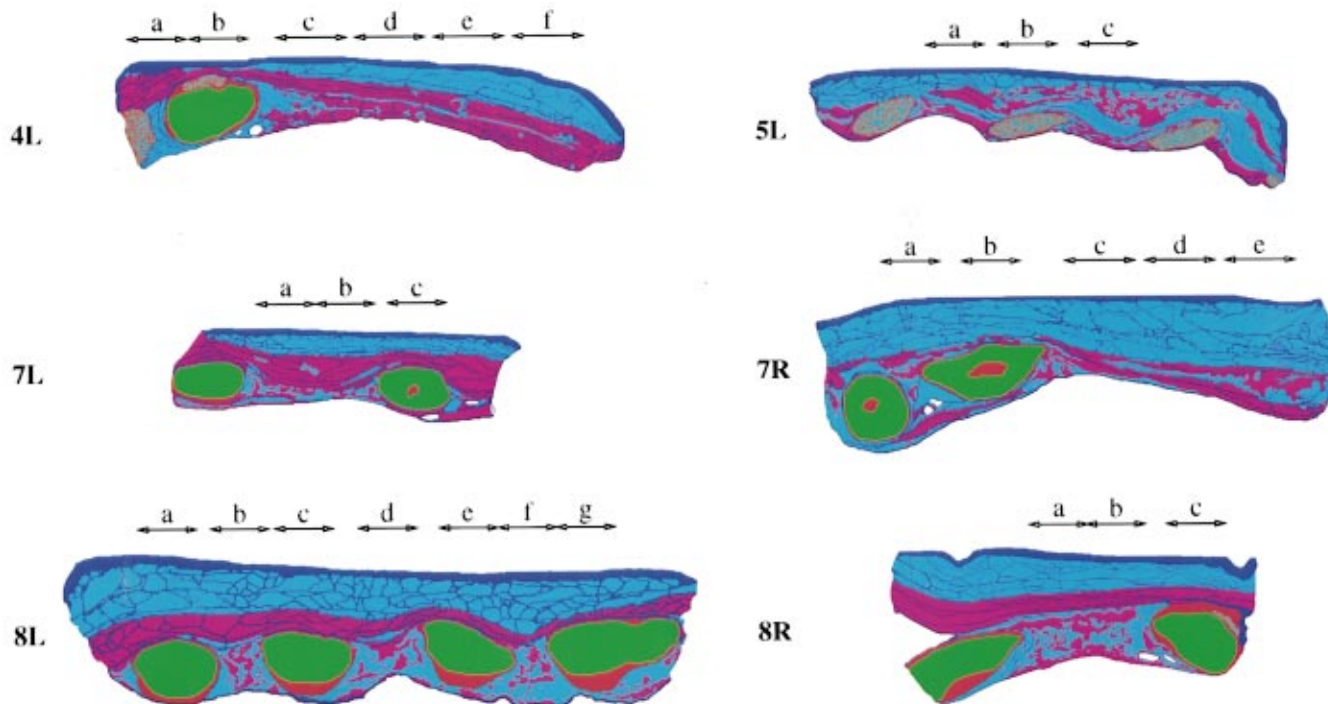 a b c d e f
4L
a b c
5L
a b c
7L
a b c d e
7R
a b c d e f g
8L
a b c
8R